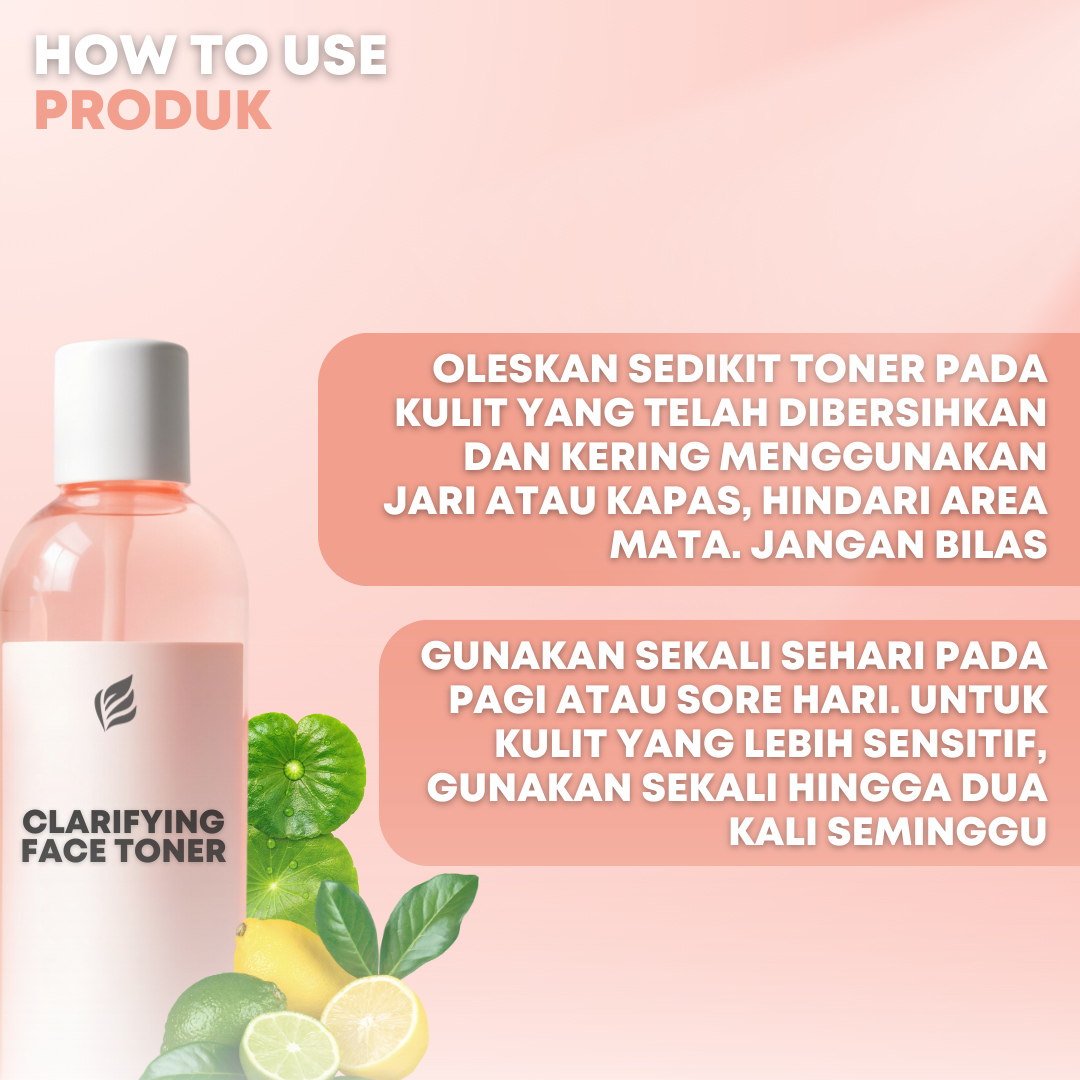 HOW TO USE
PRODUK
OLESKAN SEDIKIT TONER PADA
KULIT YANG TELAH DIBERSIHKAN
DAN KERING MENGGUNAKAN
JARI ATAU KAPAS, HINDARI AREA
MATA. JANGAN BILAS
GUNAKAN SEKALI SEHARI PADA
PAGI ATAU SORE HARI. UNTUK
KULIT YANG LEBIH SENSITIF,
GUNAKAN SEKALI HINGGA DUA
KALI SEMINGGU
CLARIFYING
FACE TONER